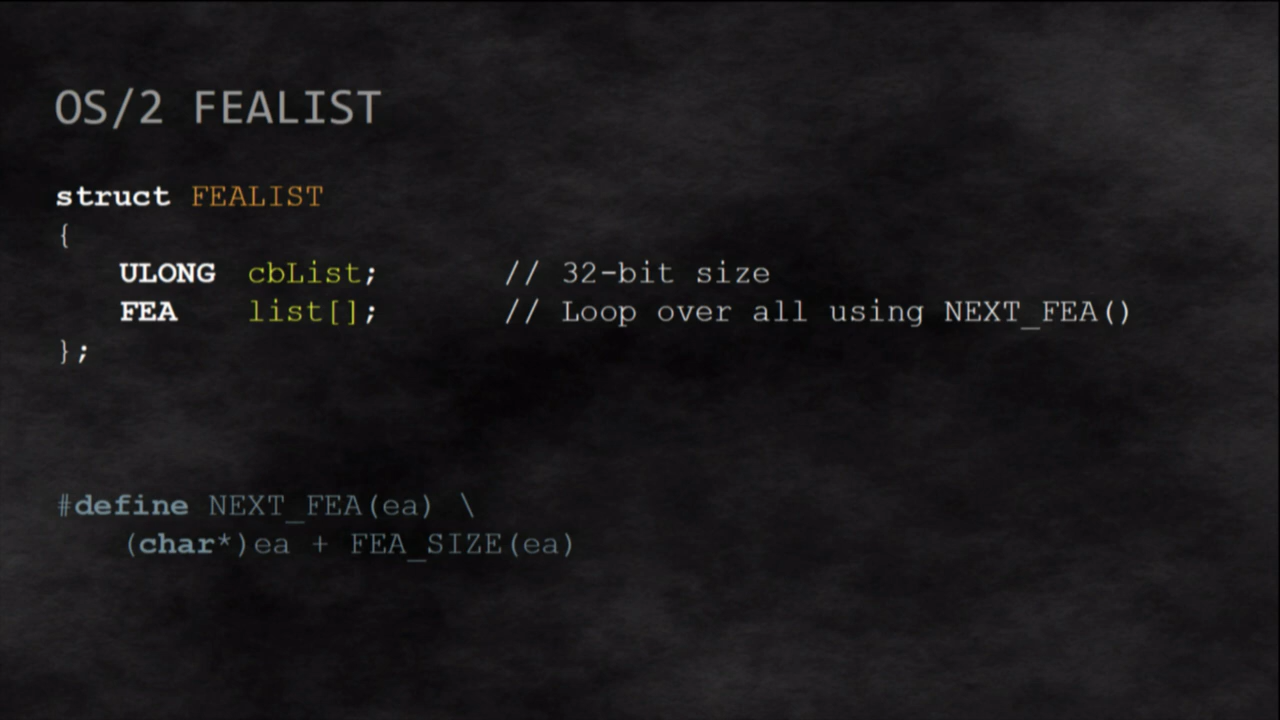 OS/2 FEALIST
struct FEALIST
{
ULONG cbList; // 32-bit size
FEA list[]; // Loop over all using NEXT_FEA()
};
#define NEXT_FEA(ea) \
(char*)ea + FEA_SIZE(ea)